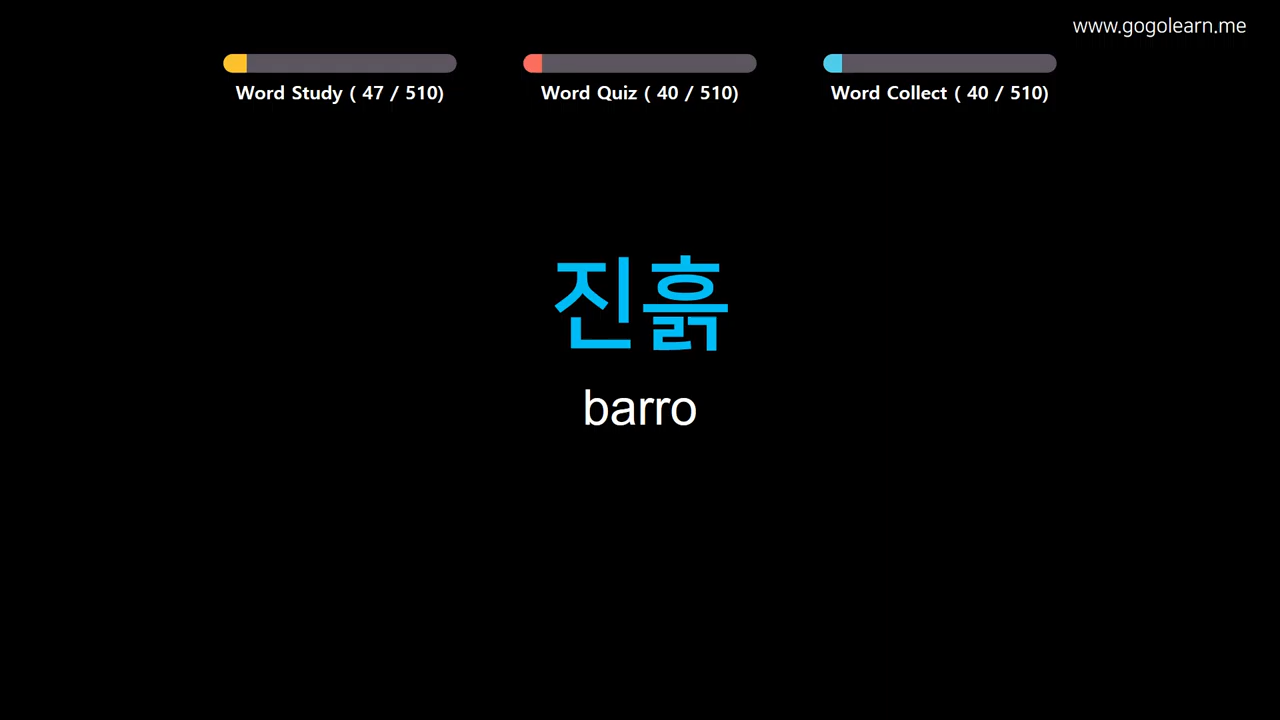 www.gogolearn.me
Word Study ( 47 / 510)
Word Quiz ( 40 / 510)
Word Collect ( 40 / 510)
진흙
barro